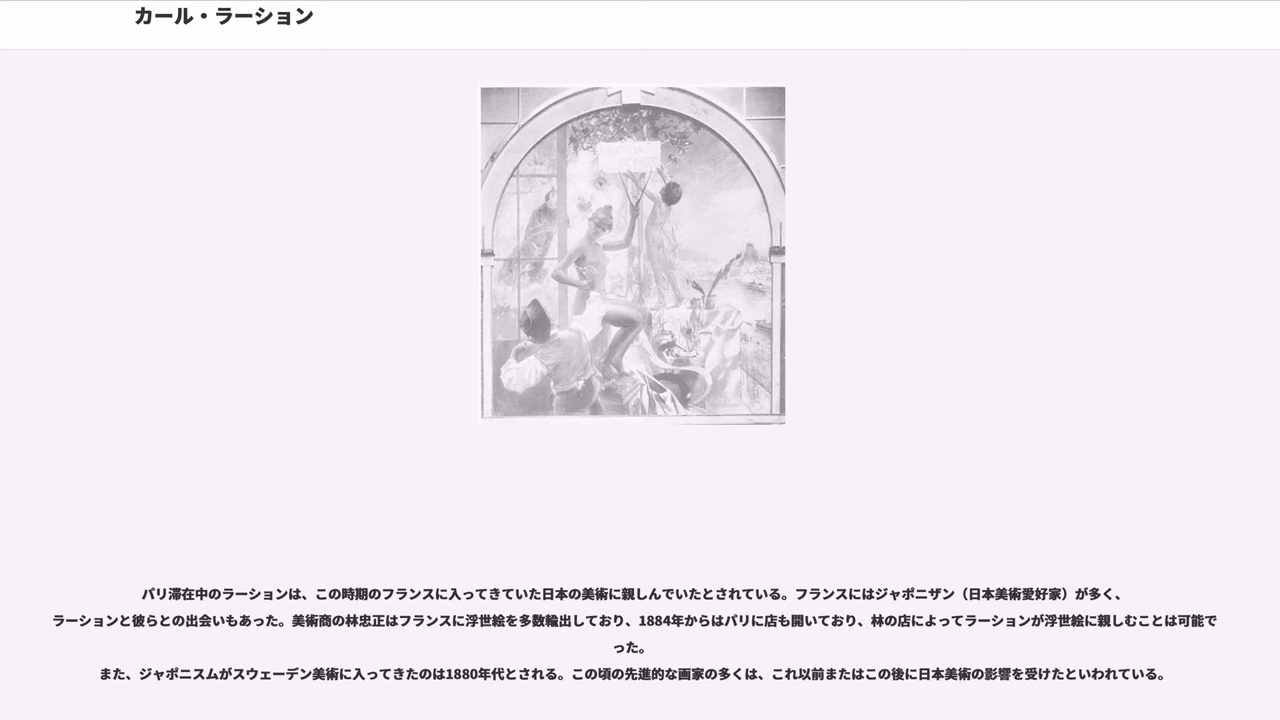 カール・ラーション
パリ滞在中のラーションは、この時期のフランスに入ってきていた日本の美術に親しんでいたとされている。フランスにはジャポニザン（日本美術愛好家）が多く、
ラーションと彼らとの出会いもあった。美術商の林忠正はフランスに浮世絵を多数輸出しており、1884年からはパリに店も開いており、林の店によってラーションが浮世絵に親しむことは可能で
った。
また、ジャポニスムがスウェーデン美術に入ってきたのは1880年代とされる。この頃の先進的な画家の多くは、これ以前またはこの後に日本美術の影響を受けたといわれている。